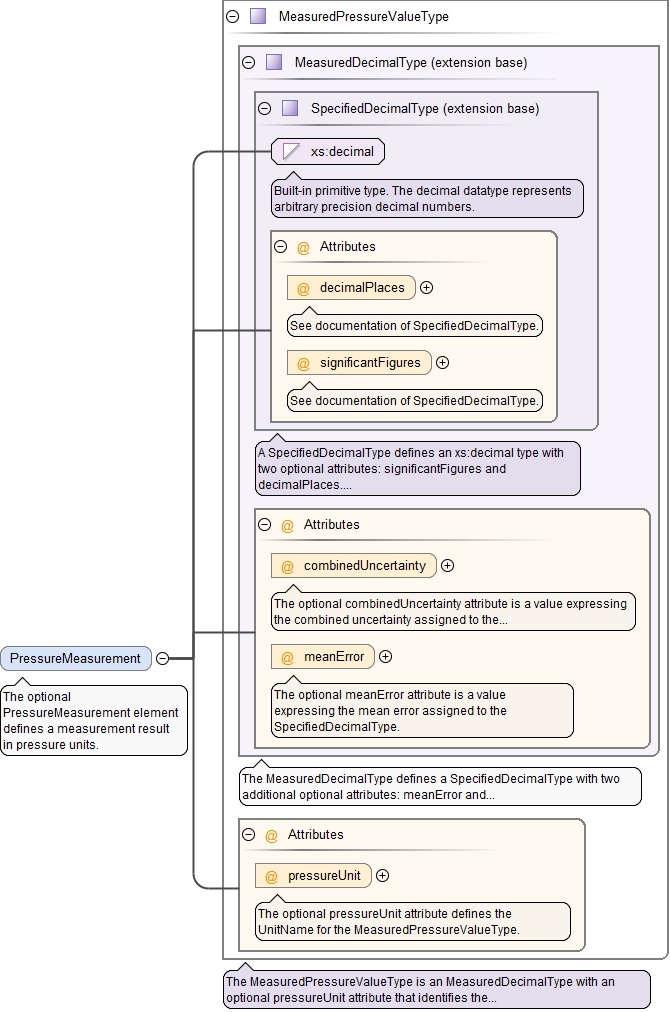 MeasuredPressureValueType
MeasuredDecimalType (extension base)
SpecifiedDecimalType (extension base)
xs:decimal
Built-in primitive type. The decimal datatype represents
arbitrary precision decimal numbers.
@ Attributes
@ decimalPlaces
See documentation of SpecifiedDecimalType.
@ significantFigures
See documentation of SpecifiedDecimalType.
A SpecifiedDecimalType defines an xs:decimal type with
two optional attributes: significantFigures and
decimalPlaces....
@ Attributes
@ combinedUncertainty
The optional combinedUncertainty attribute is a value expressing
the combined uncertainty assigned to the...
@ meanError
The optional meanError attribute is a value
expressing the mean error assigned to the
SpecifiedDecimalType.
PressureMeasurement
The optional
PressureMeasurement element
defines a measurement result
in pressure units.
The MeasuredDecimalType defines a SpecifiedDecimalType with two
additional optional attributes: meanError and...
@ Attributes
@ pressureUnit
The optional pressureUnit attribute defines the
UnitName for the MeasuredPressureValueType.
The MeasuredPressureValueType is an MeasuredDecimalType with an
optional pressureUnit attribute that identifies the...